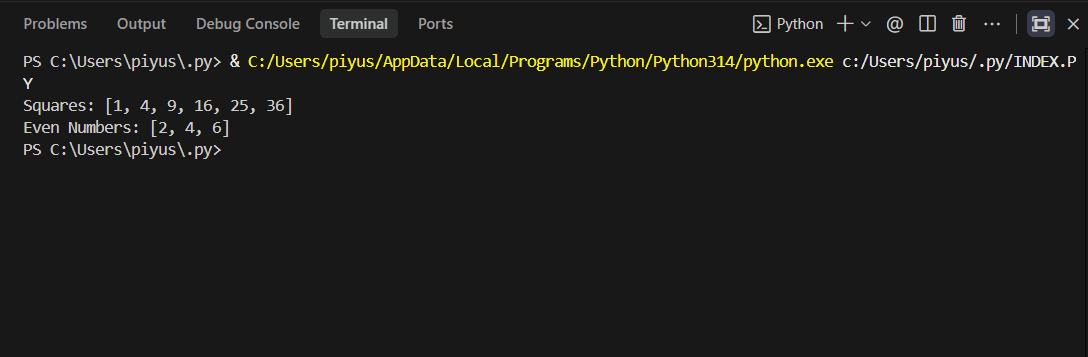 Problems Output Debug Console Terminal Ports Python
PS C:\Users\piyus\.py> & C:/Users/piyus/AppData/Local/Programs/Python/Python314/python.exe c:/Users/piyus/.py/INDEX.P
Y
Squares: [1, 4, 9, 16, 25, 36]
Even Numbers: [2, 4, 6]
PS C:\Users\piyus\.py>